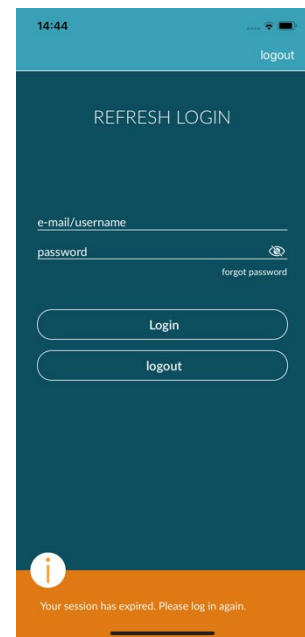 14:44
logout
REFRESH LOGIN
e-mail/username
password
forgot password
Login
logout
i
Your session has expired. Please log in again.